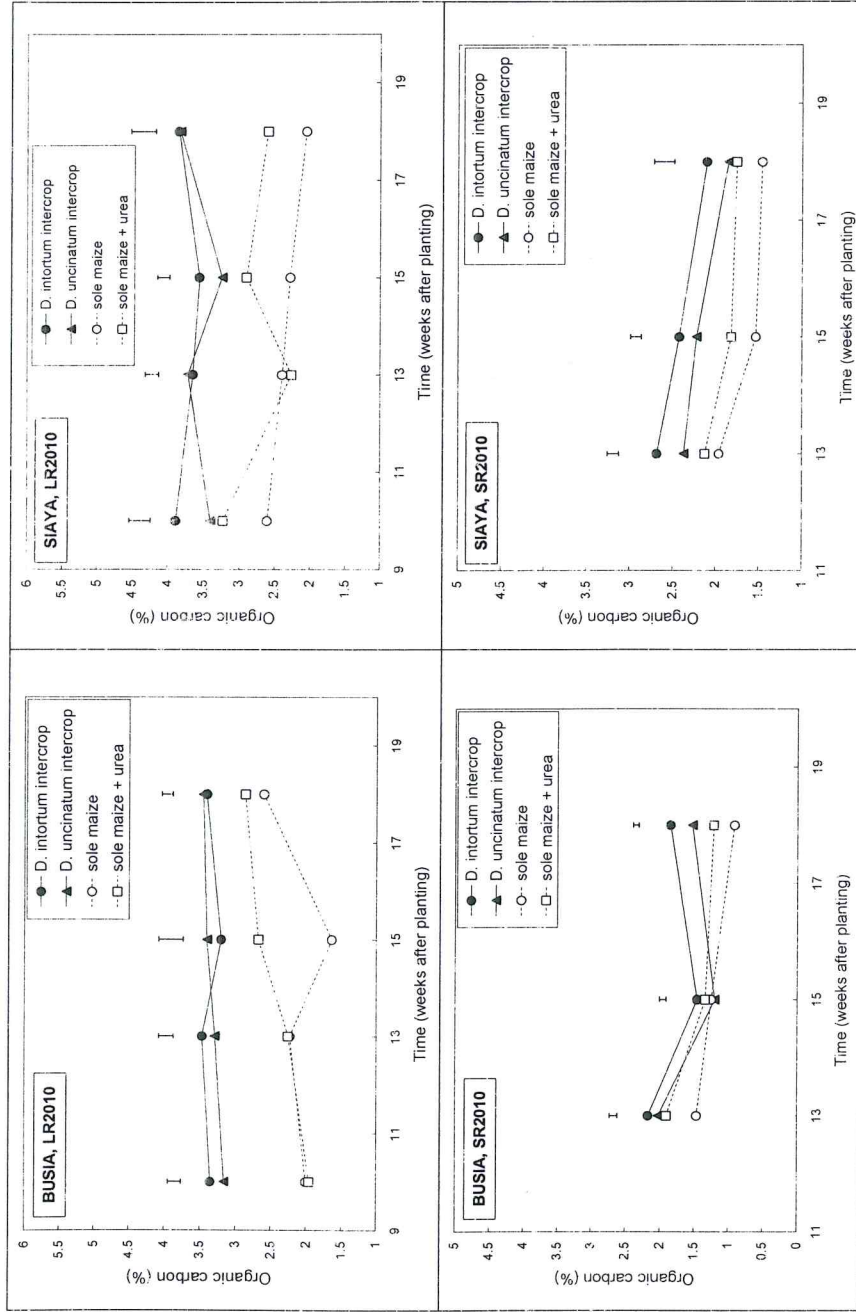 BUSIA, LR2010
D. intortum intercrop
D. uncinatum intercrop
sole maize
sole maize + urea
Organic carbon (%)
6
5.5
5
4.5
4
3.5
3
2.5
2
1.5
1
9
11
13
15
17
19
Time (weeks after planting)
SIAYA, LR2010
D. intortum intercrop
D. uncinatum intercrop
sole maize
sole maize + urea
Organic carbon (%)
6
5.5
5
4.5
4
3.5
3
2.5
2
1.5
1
9
11
13
15
17
19
Time (weeks after planting)
BUSIA, SR2010
D. intortum intercrop
D. uncinatum intercrop
sole maize
sole maize + urea
Organic carbon (%)
5
4.5
4
3.5
3
2.5
2
1.5
1
0.5
0
11
13
15
17
19
Time (weeks after planting)
SIAYA, SR2010
D. intortum intercrop
D. uncinatum intercrop
sole maize
sole maize + urea
Organic carbon (%)
5
4.5
4
3.5
3
2.5
2
1.5
1
11
13
15
17
19
Time (weeks after planting)